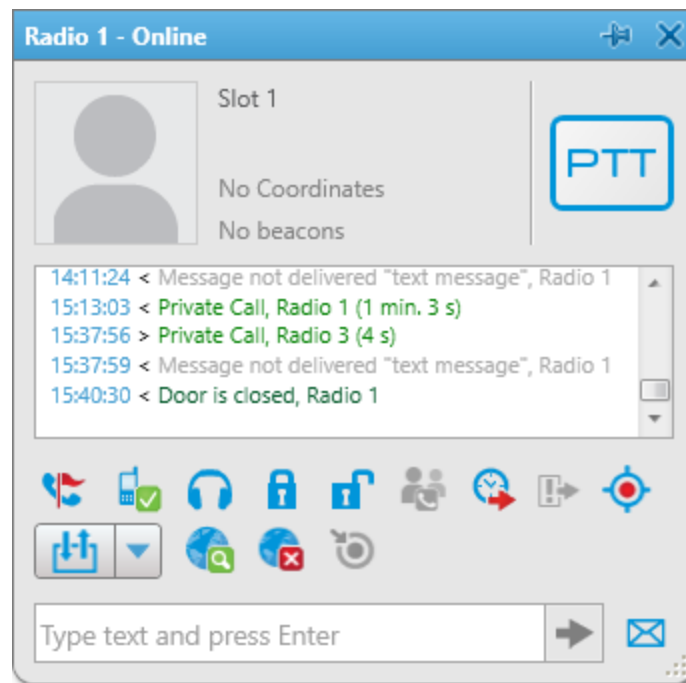 Radio 1 - Online
Slot 1
No Coordinates
No beacons
PTT
14:11:24 < Message not delivered "text message", Radio 1
15:13:03 < Private Call, Radio 1 (1 min. 3 s)
15:37:56 > Private Call, Radio 3 (4 s)
15:37:59 < Message not delivered "text message", Radio 1
15:40:30 < Door is closed, Radio 1
Type text and press Enter